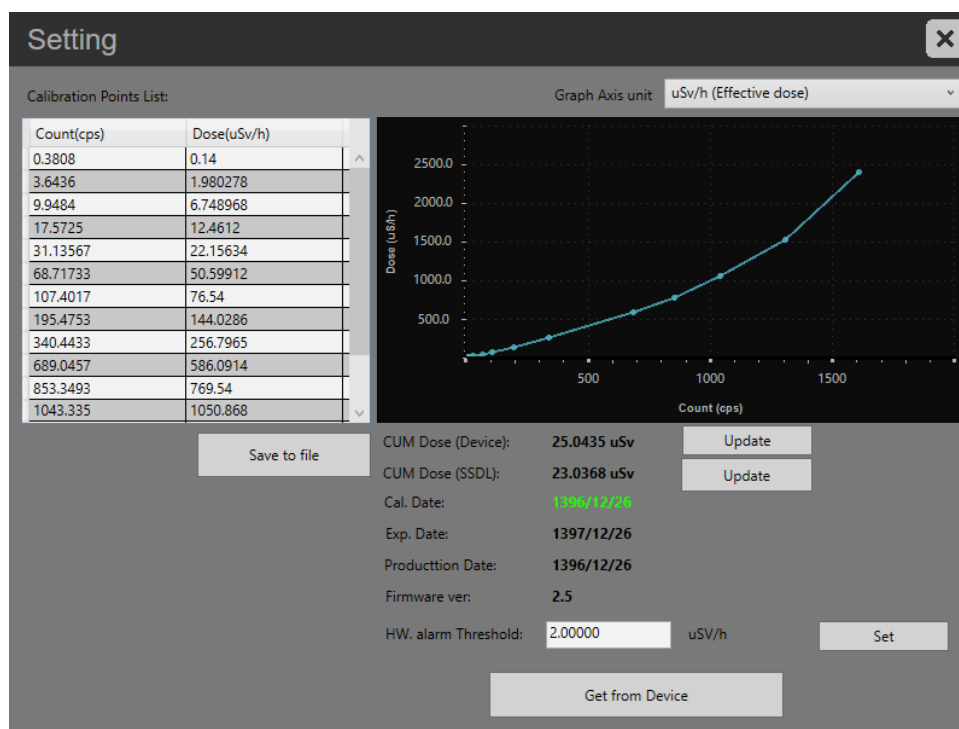 Setting
Calibration Points List:
Graph Axis unit uSv/h (Effective dose)
Count(cps) Dose(uSv/h)
0.3808 0.14
3.6436 1.980278
9.9484 6.748968
17.5725 12.4612
31.13567 22.15634
68.71733 50.59912
107.4017 76.54
195.4753 144.0286
340.4433 256.7965
689.0457 586.0914
853.3493 769.54
1043.335 1050.868
Dose (uS/h)
2500.0
2000.0
1500.0
1000.0
500.0
500 1000 1500
Count (cps)
Save to file
CUM Dose (Device): 25.0435 uSv Update
CUM Dose (SSDL): 23.0368 uSv Update
Cal. Date: 1396/12/26
Exp. Date: 1397/12/26
Producttion Date: 1396/12/26
Firmware ver: 2.5
HW. alarm Threshold: 2.00000 uSV/h Set
Get from Device